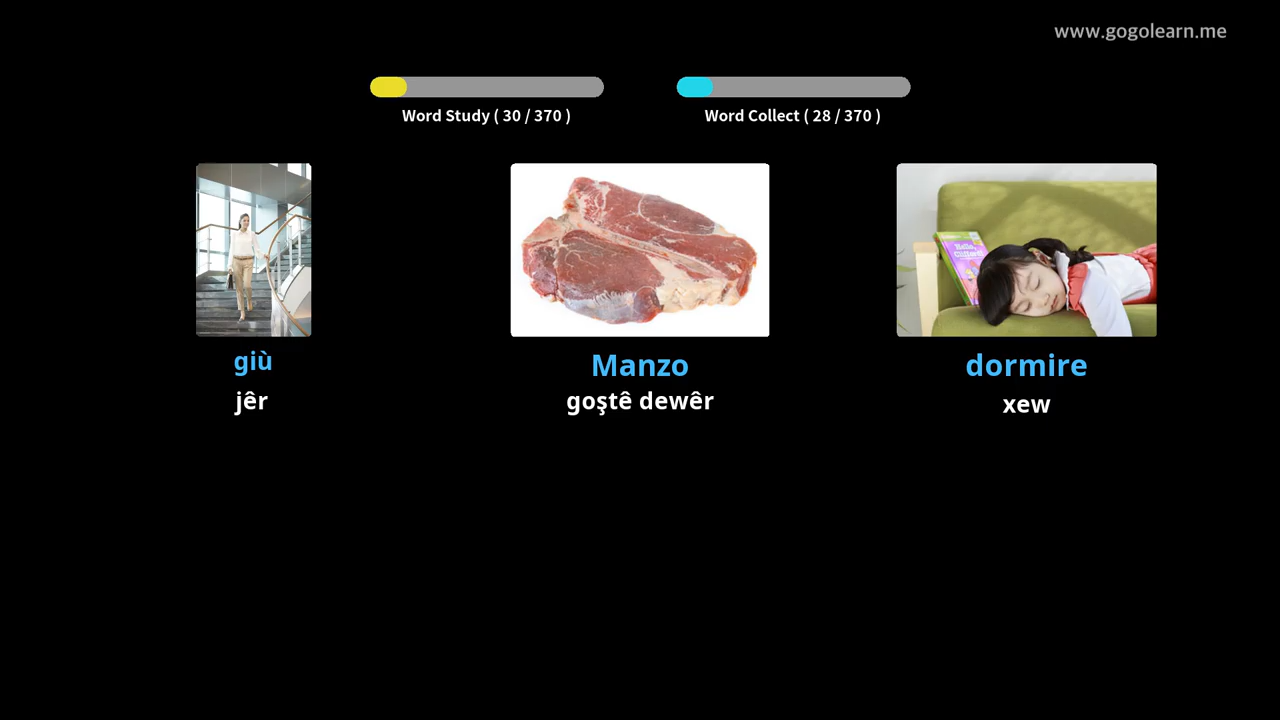 www.gogolearn.me
Word Study ( 30 / 370 )
Word Collect ( 28 / 370 )
giù
Manzo
dormire
jêr
goştê dewêr
xew